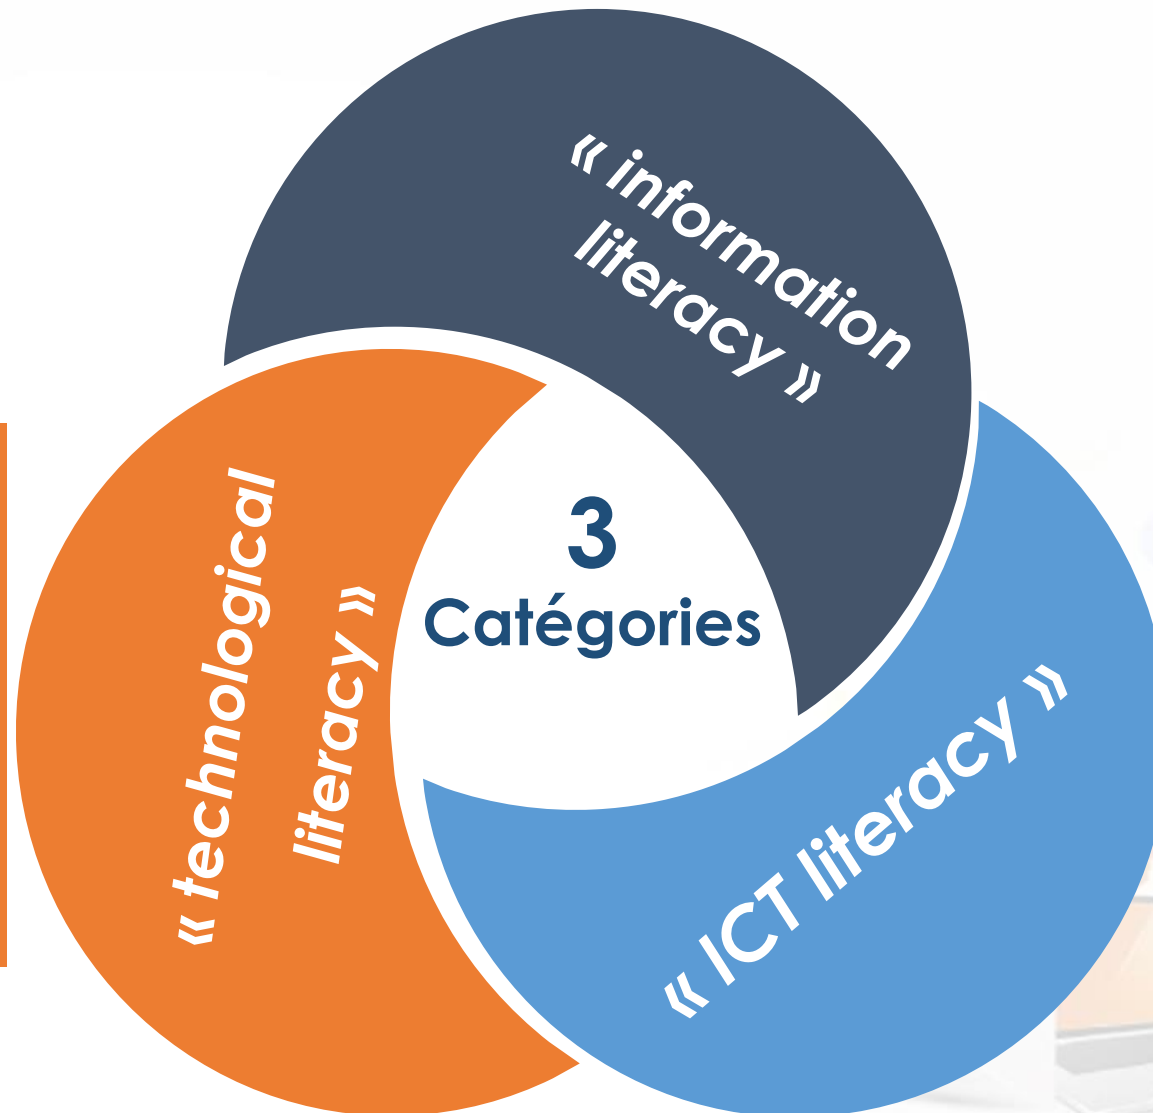 « information
literacy »
3
Catégories
« technological
literacy »
« ICT literacy »